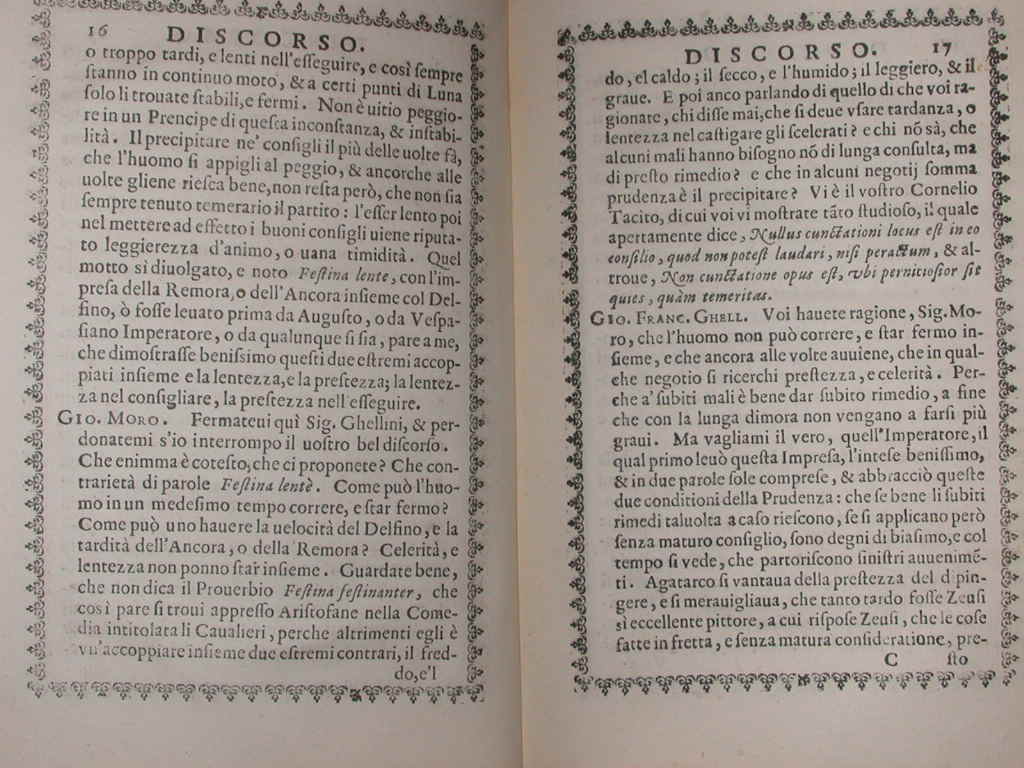 16 DISCORSO.
o troppo tardi, e lenti nell'eſſeguire, e così ſempre
ſtanno in continuo moto, & a certi punti di Luna
ſolo li trouate ſtabili, e fermi. Non è uitio peggio-
re in un Prencipe di queſta inconſtanza, & inſtabi-
lità. Il precipitare ne' conſigli il più delle uolte fà,
che l'huomo ſi appigli al peggio, & ancorche alle
uolte gliene rieſca bene, non reſta però, che non ſia
ſempre tenuto temerario il partito: l'eſſer lento poi
nel mettere ad effetto i buoni conſigli uiene riputa-
to leggierezza d'animo, o uana timidità. Quel
motto sì diuolgato, e noto Feſtina lente, con l'im-
preſa della Remora, o dell'Ancora inſieme col Del-
fino, ò foſſe leuato prima da Auguſto, o da Veſpa-
ſiano Imperatore, o da qualunque ſi ſia, pare a me,
che dimoſtraſſe beniſſimo queſti due eſtremi accop-
piati inſieme e la lentezza, e la preſtezza; la lentez-
za nel conſigliare, la preſtezza nell'eſſeguire.
GIO. MORO. Fermateui quì Sig. Ghellini, & per-
donatemi s'io interrompo il uoſtro bel diſcorſo.
Che enimma è coteſto, che ci proponete? Che con-
trarietà di parole Feſtina lentè. Come può l'huo-
mo in un medeſimo tempo correre, e ſtar fermo?
Come può uno hauere la uelocità del Delfino, e la
tardità dell'Ancora, o della Remora? Celerità, e
lentezza non ponno ſtar inſieme. Guardate bene,
che non dica il Prouerbio Feſtina feſtinanter, che
così pare ſi troui appreſſo Ariſtofane nella Come-
dia intitolata li Caualieri, perche altrimenti egli è
vn'accoppiare inſieme due eſtremi contrari, il fred-
do, e'l
DISCORSO. 17
do, el caldo; il ſecco, e l'humido; il leggiero, & il
graue. E poi anco parlando di quello di che voi ra-
gionate, chi diſſe mai, che ſi deue vſare tardanza, o
lentezza nel caſtigare gli ſcelerati? e chi nõ sà, che
alcuni mali hanno biſogno nõ di lunga conſulta, ma
di preſto rimedio? e che in alcuni negotij ſomma
prudenza è il precipitare? Vi è il voſtro Cornelio
Tacito, di cui voi vi moſtrate tãto ſtudioſo, il quale
apertamente dice, Nullus cunctationi locus eſt in eo
conſilio, quod non poteſt laudari, niſi peractum, & al-
troue, Non cunctatione opus eſt, vbi pernitioſior ſit
quies, quàm temeritas.
GIO. FRANC. GHELL. Voi hauete ragione, Sig. Mo-
ro, che l'huomo non può correre, e ſtar fermo in-
ſieme, e che ancora alle volte auuiene, che in qual-
che negotio ſi ricerchi preſtezza, e celerità. Per-
che a' ſubiti mali è bene dar ſubito rimedio, a fine
che con la lunga dimora non vengano a farſi più
graui. Ma vagliami il vero, quell'Imperatore, il
qual primo leuò queſta Impreſa, l'inteſe beniſſimo,
& in due parole ſole compreſe, & abbracciò queſte
due conditioni della Prudenza: che ſe bene li ſubiti
rimedi taluolta a caſo rieſcono, ſe ſi applicano però
ſenza maturo conſiglio, ſono degni di biaſimo, e col
tempo ſi vede, che partoriſcono ſiniſtri auuenimẽ-
ti. Agatarco ſi vantaua della preſtezza del dipin-
gere, e ſi merauigliaua, che tanto tardo foſſe Zeuſi
sì eccellente pittore, a cui riſpoſe Zeuſi, che le coſe
fatte in fretta, e ſenza matura conſideratione, pre-
C ſto